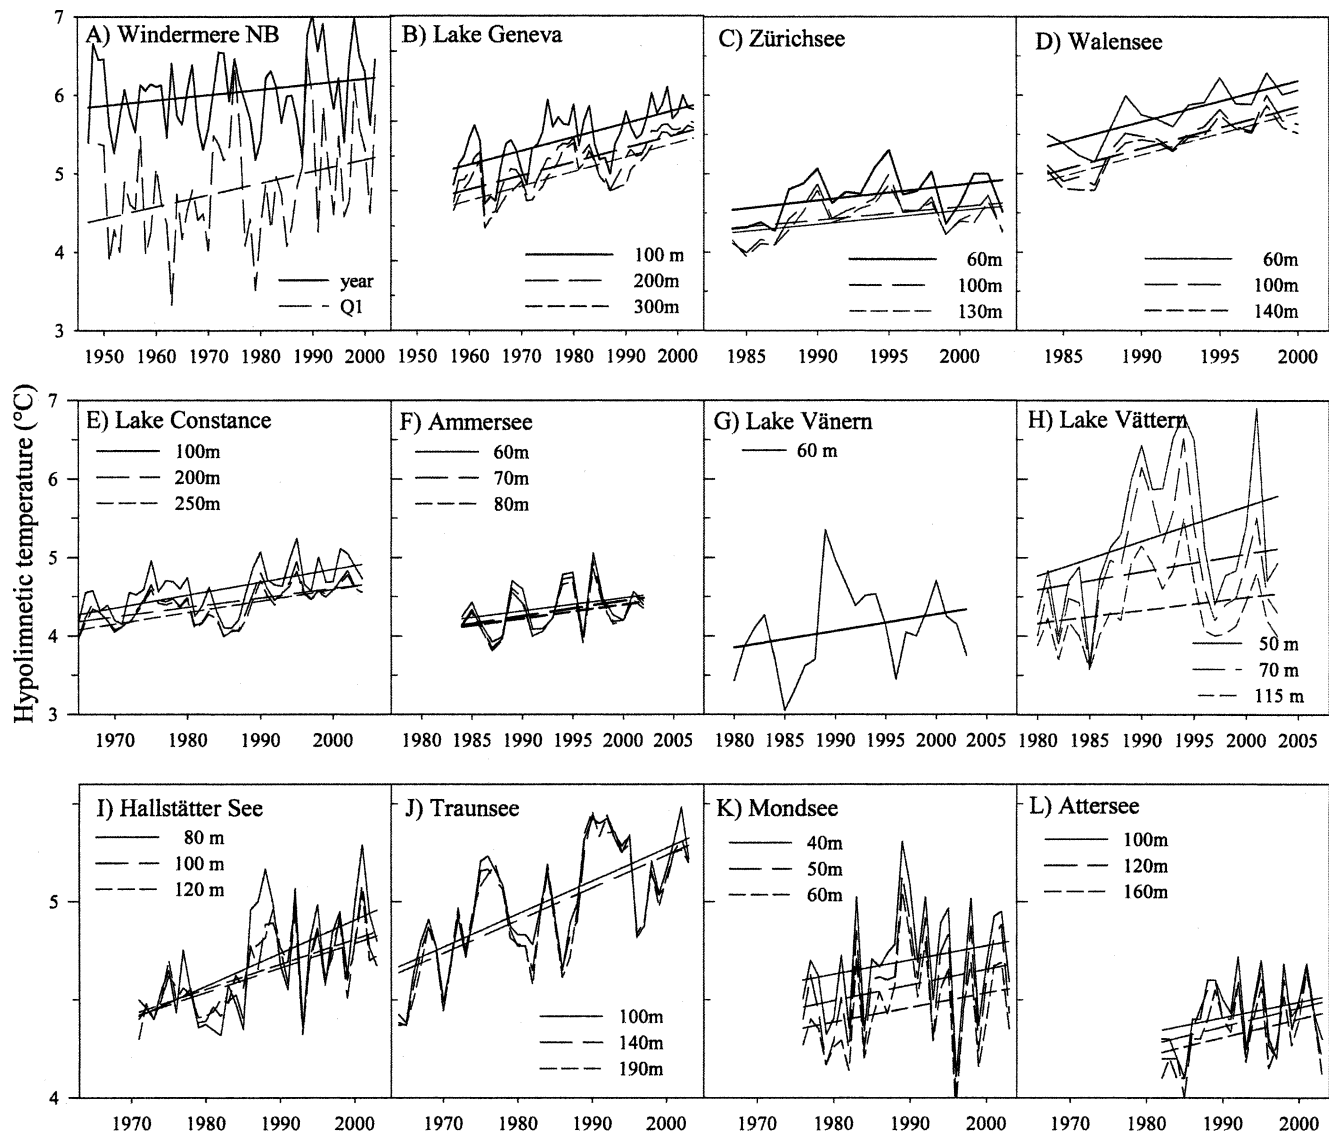 Hypolimnetic temperature (°C)
A) Windermere NB
B) Lake Geneva
C) Zürichsee
D) Walensee
7
6
5
4
3
year
Q1
100 m
200m
300m
60m
100m
130m
60m
100m
140m
1950 1960 1970 1980 1990 2000
1950 1960 1970 1980 1990 2000
1985 1990 1995 2000
1985 1990 1995 2000
E) Lake Constance
100m
200m
250m
F) Ammersee
60m
70m
80m
G) Lake Vänern
60 m
H) Lake Vättern
50 m
70 m
115 m
7
6
5
4
3
1970 1980 1990 2000
1980 1985 1990 1995 2000 2005
1980 1985 1990 1995 2000
1980 1985 1990 1995 2000 2005
I) Hallstätter See
80 m
100 m
120 m
J) Traunsee
100m
140m
190m
K) Mondsee
40m
50m
60m
L) Attersee
100m
120m
160m
5
4
1970 1980 1990 2000
1970 1980 1990 2000
1970 1980 1990 2000
1970 1980 1990 2000